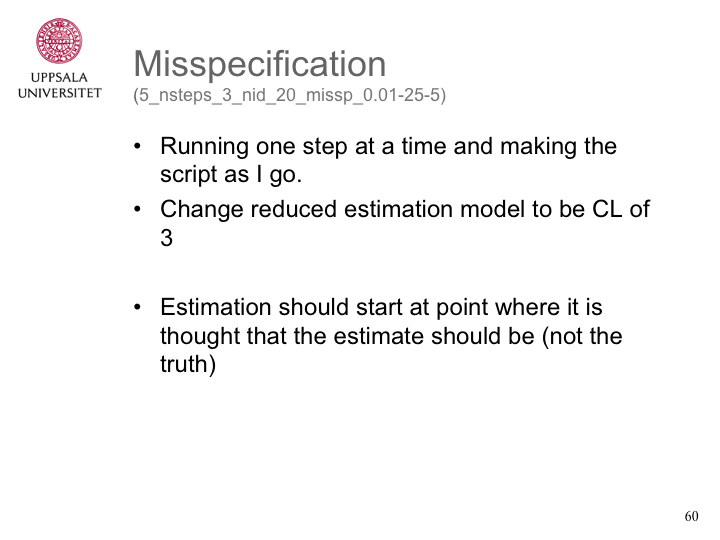 UPPSALA
UNIVERSITET
Misspecification
(5_nsteps_3_nid_20_missp_0.01-25-5)
• Running one step at a time and making the
script as I go.
• Change reduced estimation model to be CL of
3
• Estimation should start at point where it is
thought that the estimate should be (not the
truth)
60